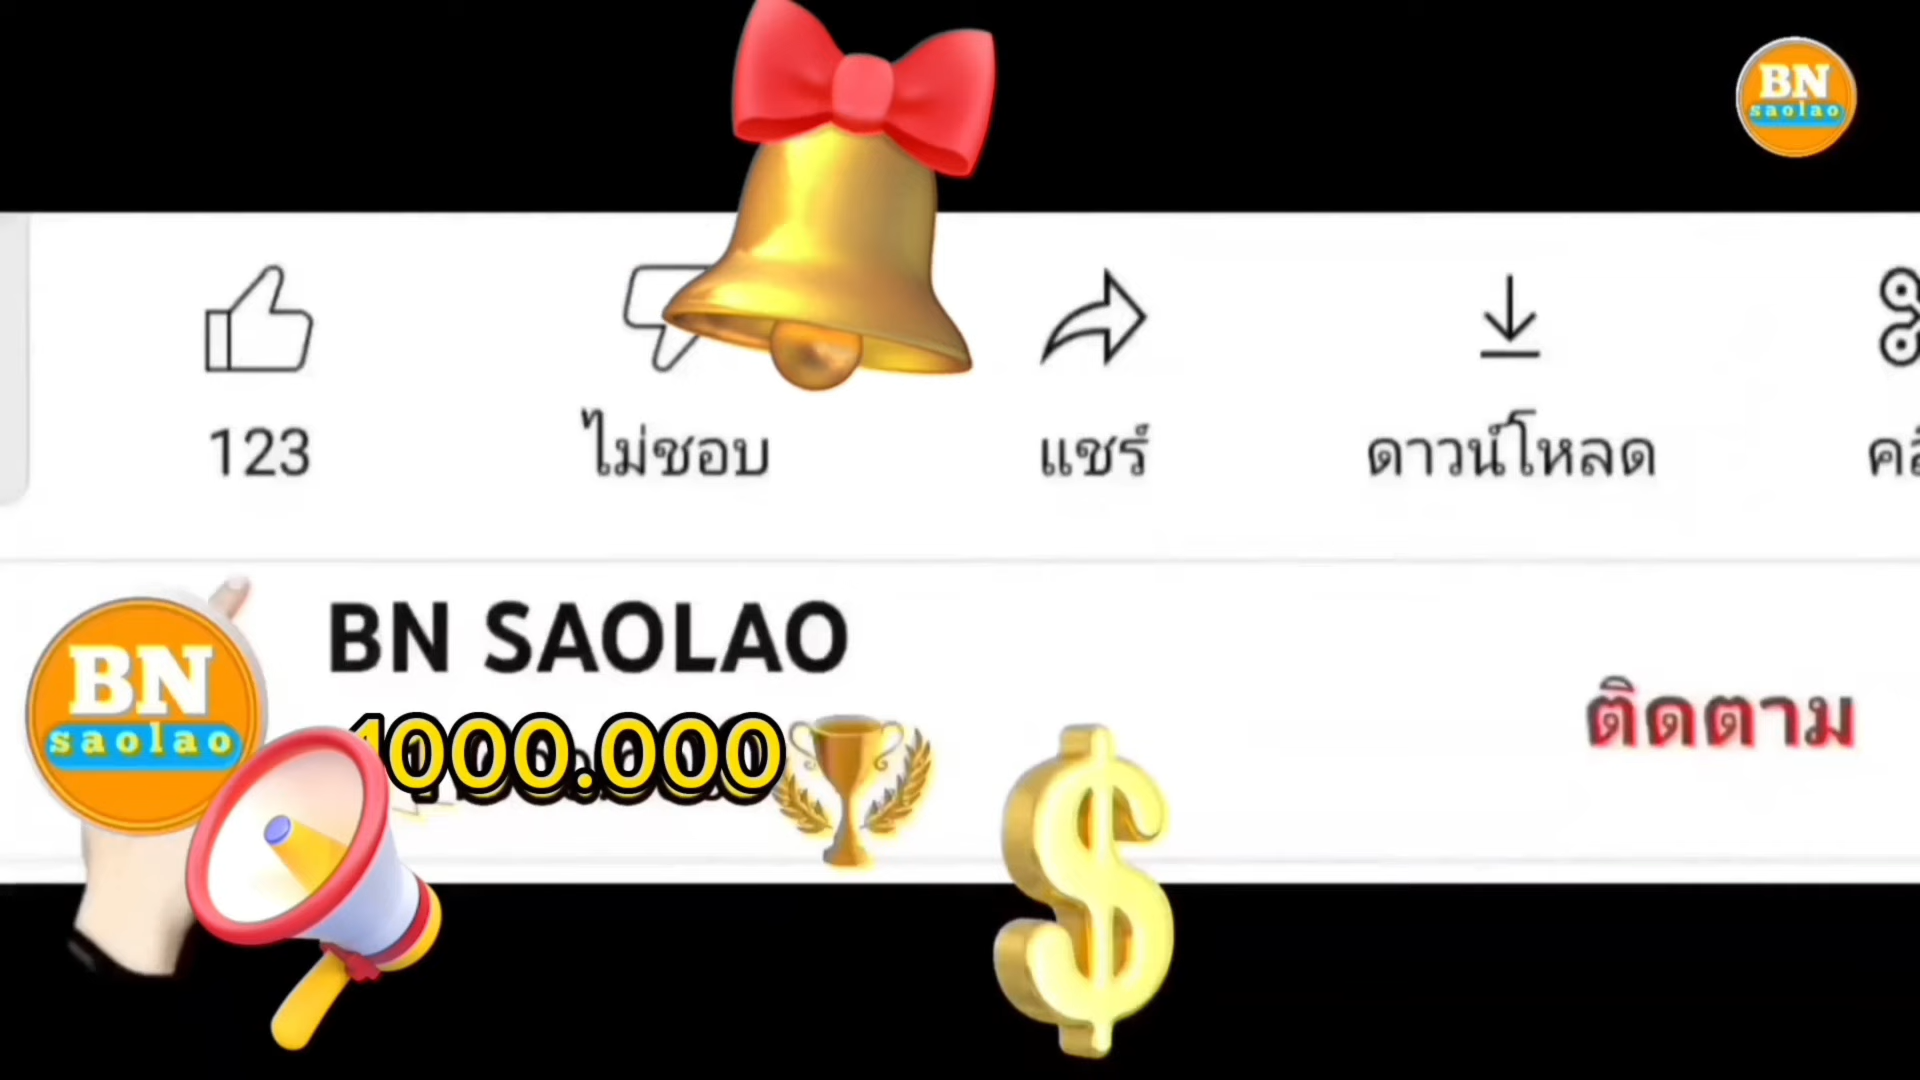 BN
saolao
123
ไม่ชอบ
แชร์
ดาวน์โหลด
BN SAOLAO
BN
saolao
1000.000
ติดตาม